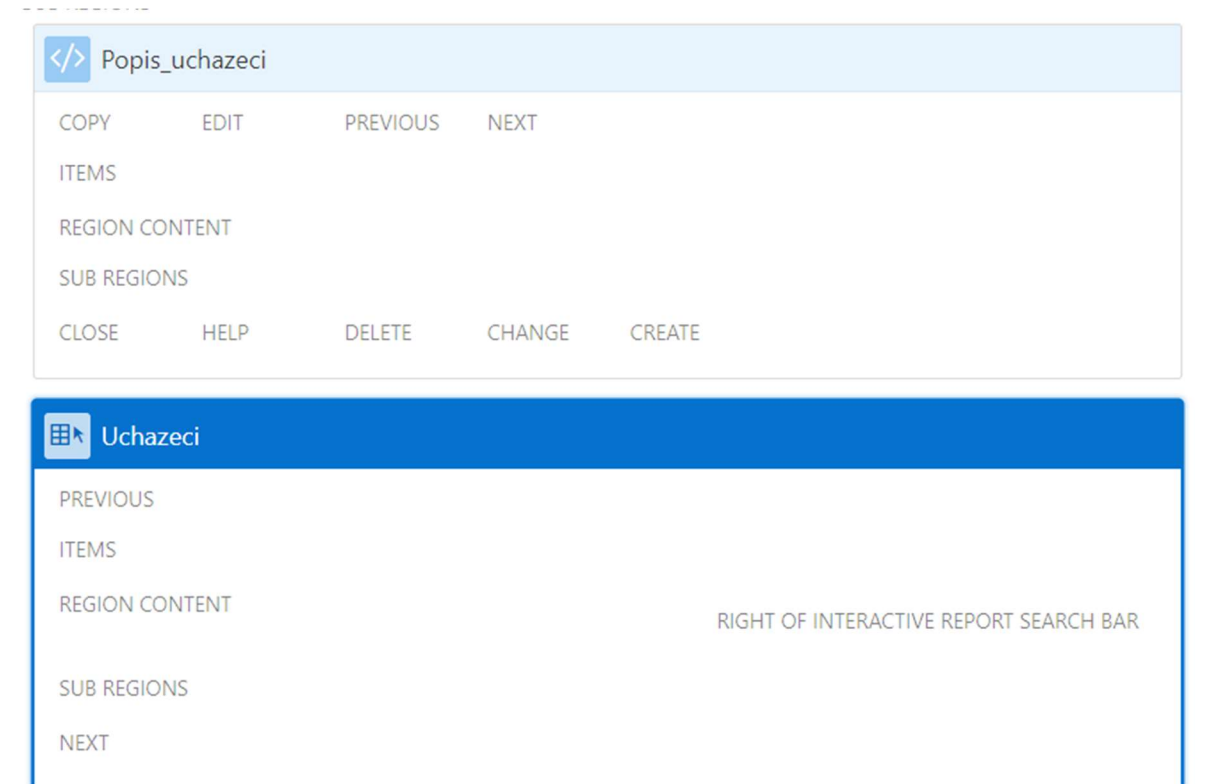 Popis_uchazeci
COPY EDIT PREVIOUS NEXT
ITEMS
REGION CONTENT
SUB REGIONS
CLOSE HELP DELETE CHANGE CREATE
Uchazeci
PREVIOUS
ITEMS
REGION CONTENT
RIGHT OF INTERACTIVE REPORT SEARCH BAR
SUB REGIONS
NEXT